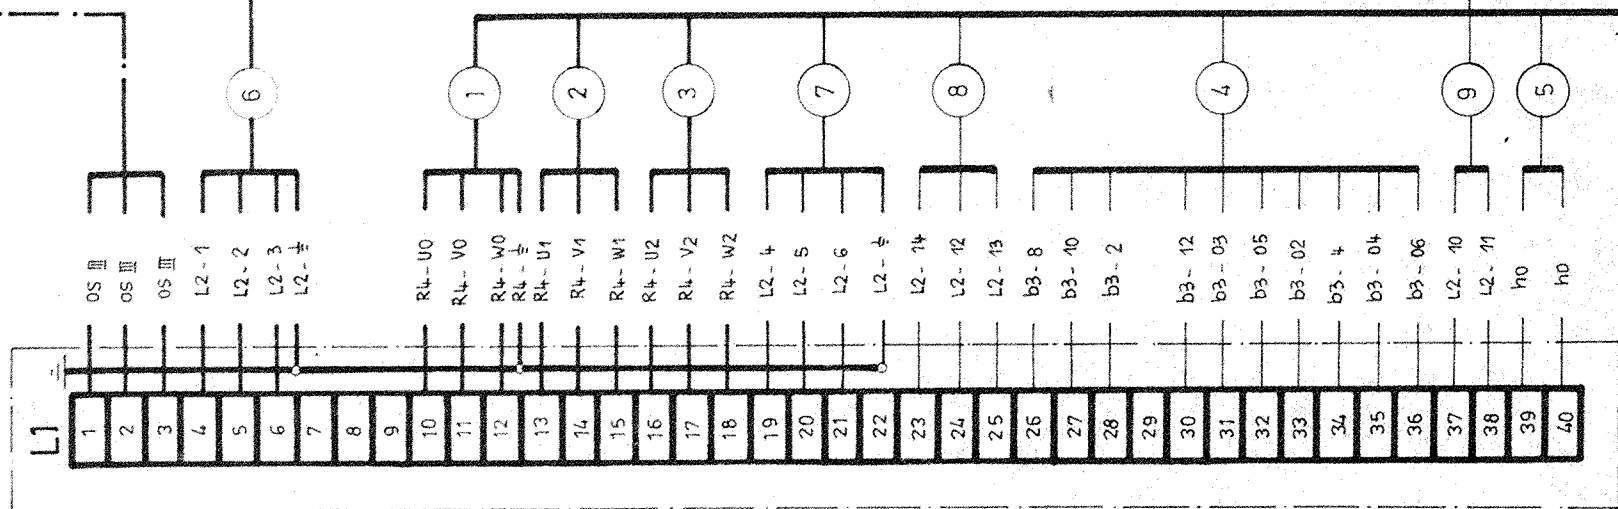 6
1
2
3
7
8
4
9
5
OS III
OS III
OS III
L2-1
L2-2
L2-3
L2-⏚
R4-U0
R4-V0
R4-W0
R4-⏚
R4-U1
R4-V1
R4-W1
R4-U2
R4-V2
R4-W2
L2-4
L2-5
L2-6
L2-⏚
L2-14
L2-12
L2-13
b3-8
b3-10
b3-2
b3-12
b3-03
b3-05
b3-02
b3-4
b3-04
b3-06
L2-10
L2-11
h0
h0
L1
1
2
3
4
5
6
7
8
9
10
11
12
13
14
15
16
17
18
19
20
21
22
23
24
25
26
27
28
29
30
31
32
33
34
35
36
37
38
39
40